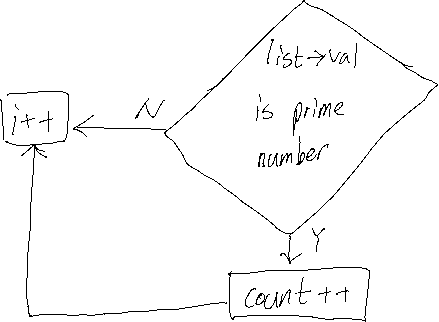 list→val
is prime
number
N
i++
Y
count++